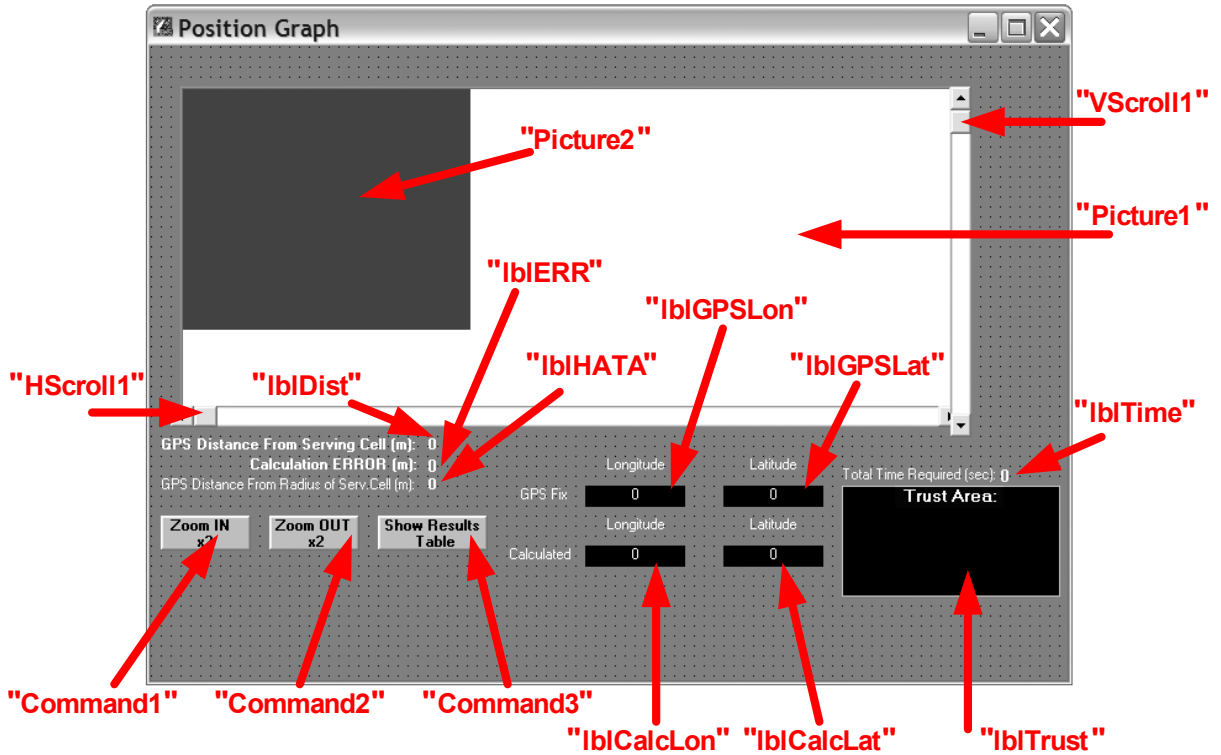 Position Graph
"VScroll1"
"Picture2"
"Picture1"
"lblERR"
"lblGPSLon"
"HScroll1"
"lblDist"
"lblHATA"
"lblGPSLat"
"lblTime"
GPS Distance From Serving Cell (m): 0
Calculation ERROR (m): 0
GPS Distance From Radius of Serv.Cell (m): 0
Longitude
Latitude
Total Time Required (sec): 0
GPS Fix
0
0
Trust Area:
Zoom IN
x2
Zoom OUT
x2
Show Results
Table
Longitude
Latitude
Calculated
0
0
"Command1"
"Command2"
"Command3"
"lblCalcLon"
"lblCalcLat"
"lblTrust"